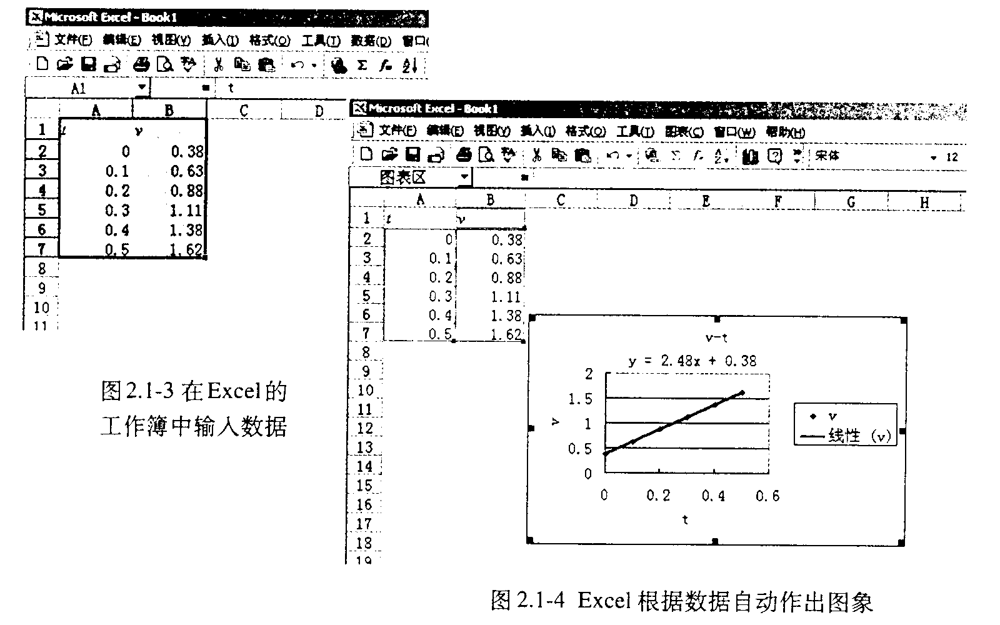 Microsoft Excel - Book1
文件(F) 编辑(E) 视图(V) 插入(I) 格式(O) 工具(T) 数据(D) 窗口(
A1 = t
A B C D
1 t v
2 0 0.38
3 0.1 0.63
4 0.2 0.88
5 0.3 1.11
6 0.4 1.38
7 0.5 1.62
8
9
10
11
图2.1-3 在Excel的
工作簿中输入数据
Microsoft Excel - Book1
文件(F) 编辑(E) 视图(V) 插入(I) 格式(O) 工具(T) 图表(C) 窗口(W) 帮助(H)
宋体 12
图表区 =
A B C D E F G H
1 t v
2 0 0.38
3 0.1 0.63
4 0.2 0.88
5 0.3 1.11
6 0.4 1.38
7 0.5 1.62
8
9
10
11
12
13
14
15
16
17
18
19
v-t
y = 2.48x + 0.38
2
1.5
1
0.5
0
v
0 0.2 0.4 0.6
t
v
线性 (v)
图2.1-4 Excel 根据数据自动作出图象